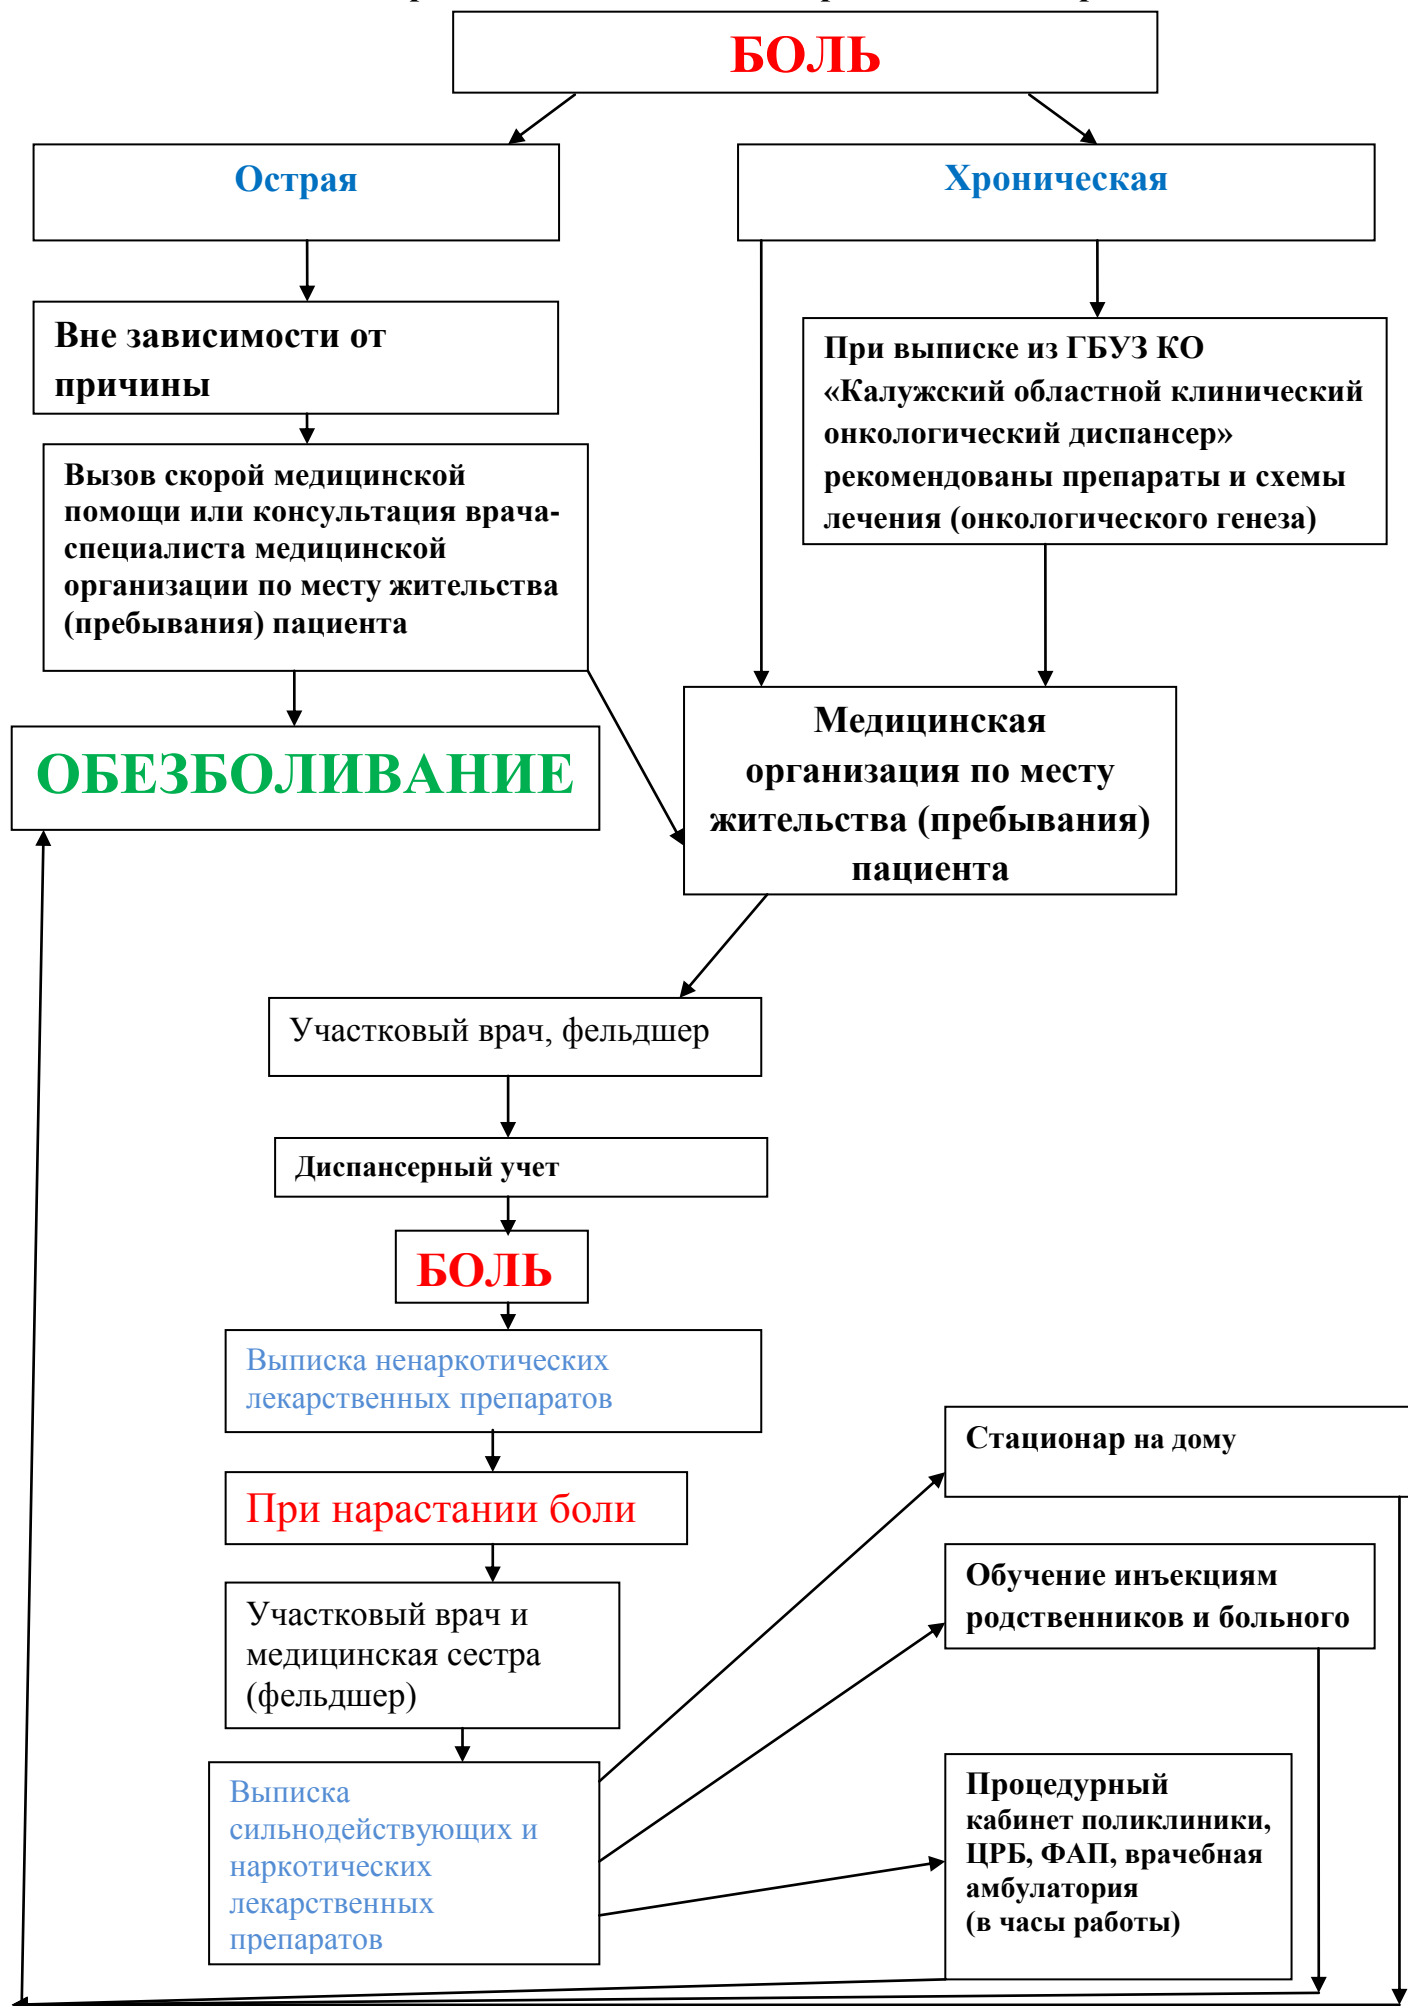 БОЛЬ
Острая
Хроническая
Вне зависимости от
причины
При выписке из ГБУЗ КО
«Калужский областной клинический
онкологический диспансер»
рекомендованы препараты и схемы
лечения (онкологического генеза)
Вызов скорой медицинской
помощи или консультация врача-
специалиста медицинской
организации по месту жительства
(пребывания) пациента
ОБЕЗБОЛИВАНИЕ
Медицинская
организация по месту
жительства (пребывания)
пациента
Участковый врач, фельдшер
Диспансерный учет
БОЛЬ
Выписка ненаркотических
лекарственных препаратов
При нарастании боли
Участковый врач и
медицинская сестра
(фельдшер)
Выписка
сильнодействующих и
наркотических
лекарственных
препаратов
Стационар на дому
Обучение инъекциям
родственников и больного
Процедурный
кабинет поликлиники,
ЦРБ, ФАП, врачебная
амбулатория
(в часы работы)